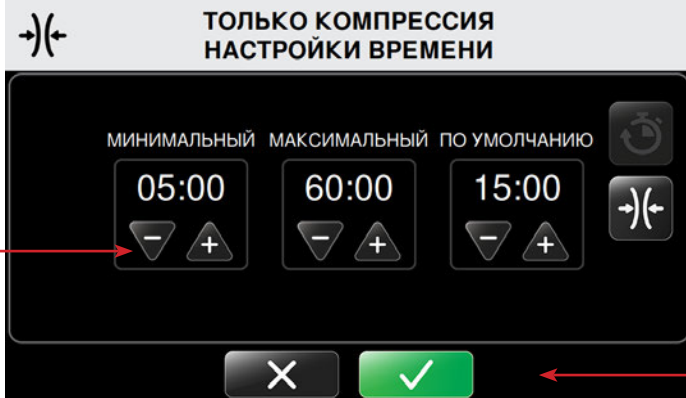 ТОЛЬКО КОМПРЕССИЯ
НАСТРОЙКИ ВРЕМЕНИ
МИНИМАЛЬНЫЙ МАКСИМАЛЬНЫЙ ПО УМОЛЧАНИЮ
05:00 60:00 15:00